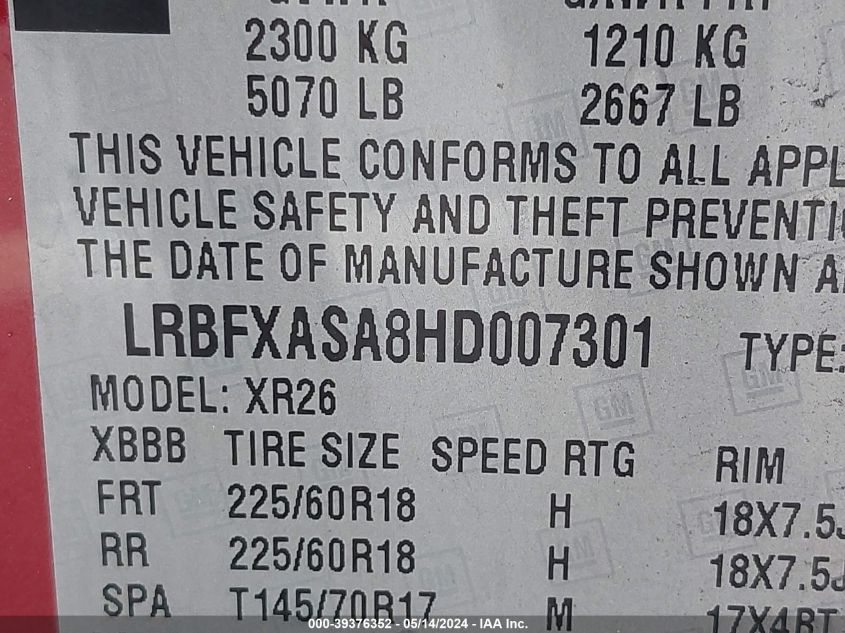 2300 KG 1210 KG
5070 LB 2667 LB
THIS VEHICLE CONFORMS TO ALL APPL
VEHICLE SAFETY AND THEFT PREVENTI
THE DATE OF MANUFACTURE SHOWN A
LRBFXASA8HD007301 TYPE:
MODEL: XR26
XBBB TIRE SIZE SPEED RTG RIM
FRT 225/60R18 H 18X7.5J
RR 225/60R18 H 18X7.5J
SPA T145/70R17 M 17X4BT
000-39376352 - 05/14/2024 - IAA Inc.